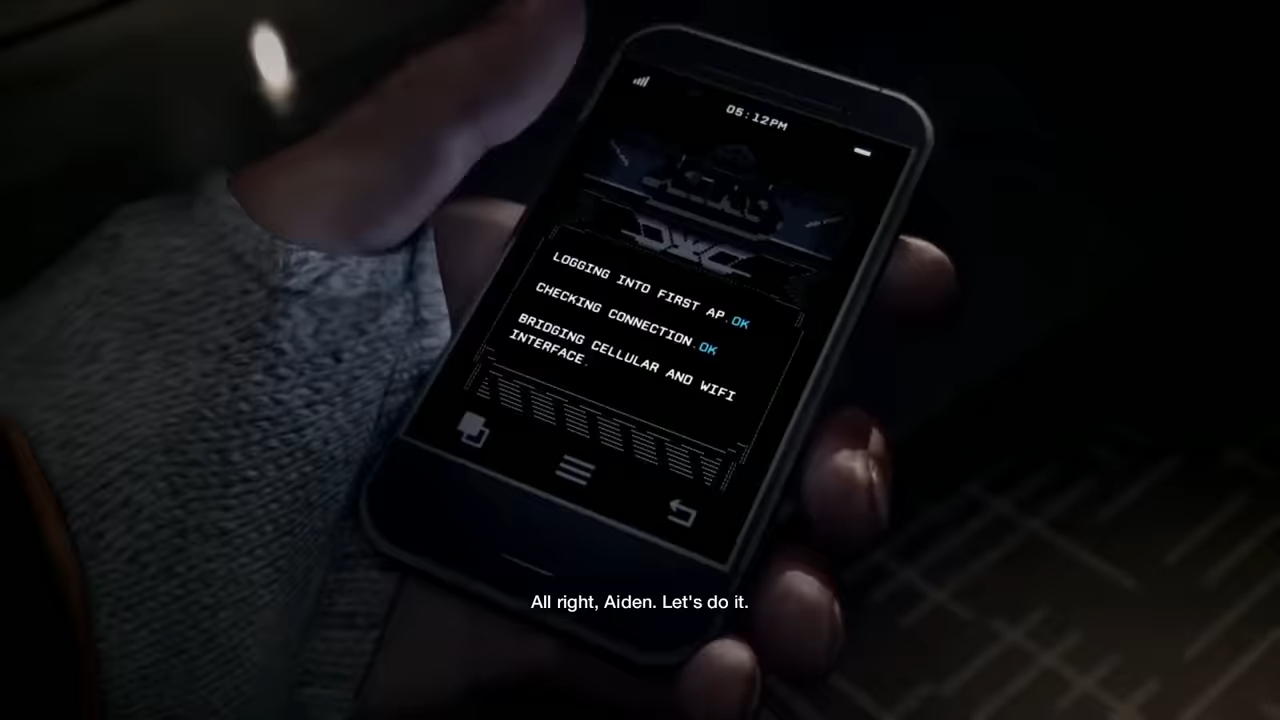 05:12PM
LOGGING INTO FIRST AP.OK
CHECKING CONNECTION.OK
BRIDGING CELLULAR AND WIFI
INTERFACE.
All right, Aiden. Let's do it.